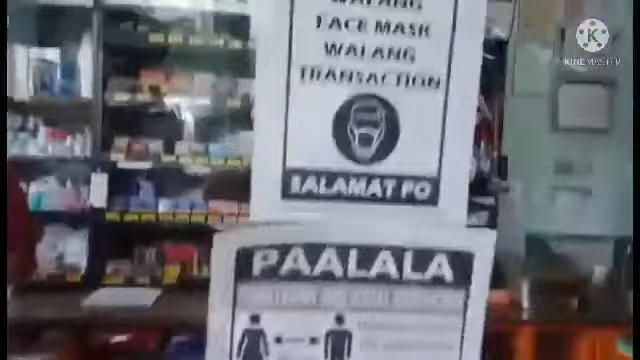 WALANG
FACE MASK
WALANG
TRANSACTION
SALAMAT PO
PAALALA
KINEMASTER